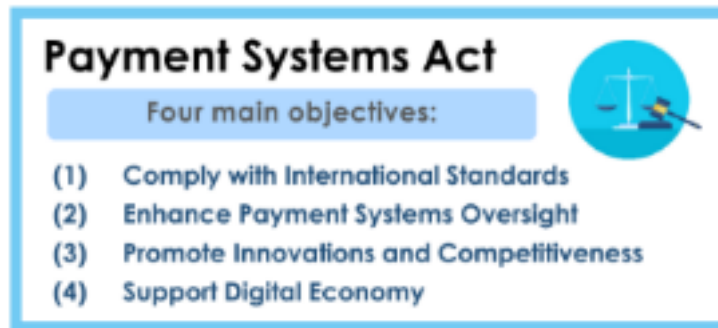 Payment Systems Act
Four main objectives:
(1) Comply with International Standards
(2) Enhance Payment Systems Oversight
(3) Promote Innovations and Competitiveness
(4) Support Digital Economy